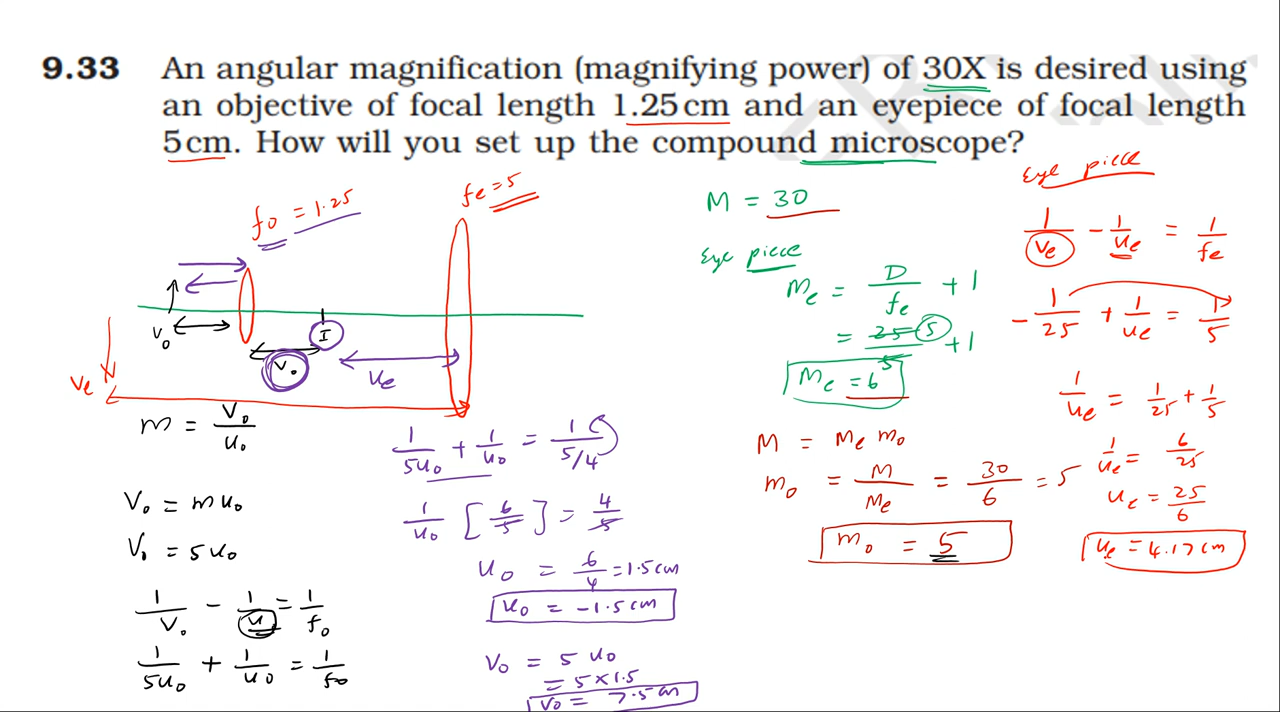 9.33 An angular magnification (magnifying power) of 30X is desired using
an objective of focal length 1.25 cm and an eyepiece of focal length
5 cm. How will you set up the compound microscope?
fo = 1.25
fe = 5
vo
I
vo
ue
ve
m = vo/uo
vo = m uo
vo = 5uo
1/vo - 1/u = 1/fo
1/5uo + 1/uo = 1/fo
1/5uo + 1/uo = 1/5/4
1/uo [6/5] = 4/5
uo = 6/4 = 1.5 cm
uo = -1.5 cm
vo = 5 uo
= 5 × 1.5
vo = 7.5 cm
M = 30
Eye piece
me = D/fe + 1
= 25/5 5 + 1
me = 6
M = me mo
mo = M/me = 30/6 = 5
mo = 5
Eye piece
1/ve - 1/ue = 1/fe
-1/25 + 1/ue = 1/5
1/ue = 1/25 + 1/5
1/ue = 6/25
ue = 25/6
ue = 4.17 cm